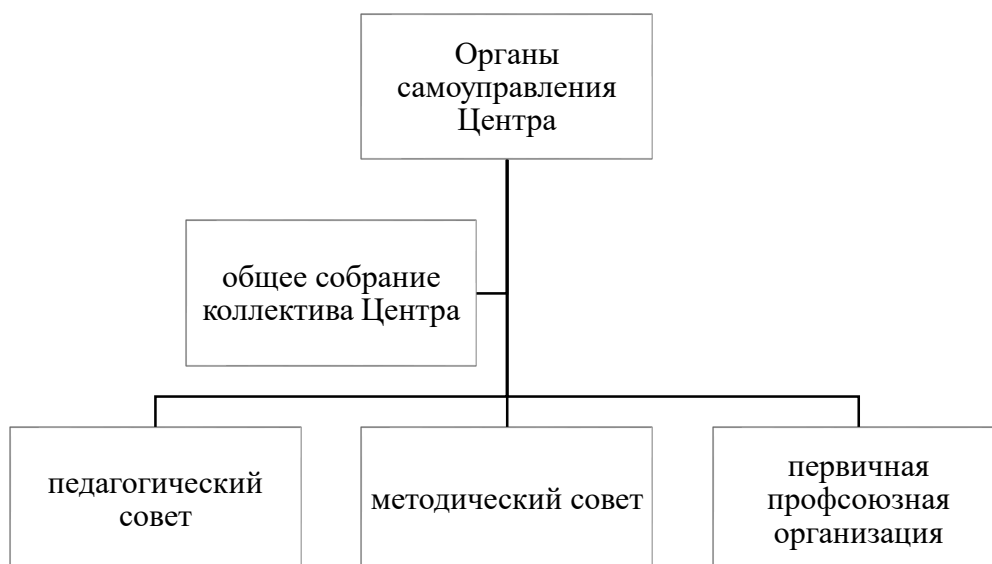 Органы
самоуправления
Центра
общее собрание
коллектива Центра
педагогический
совет
методический совет
первичная
профсоюзная
организация